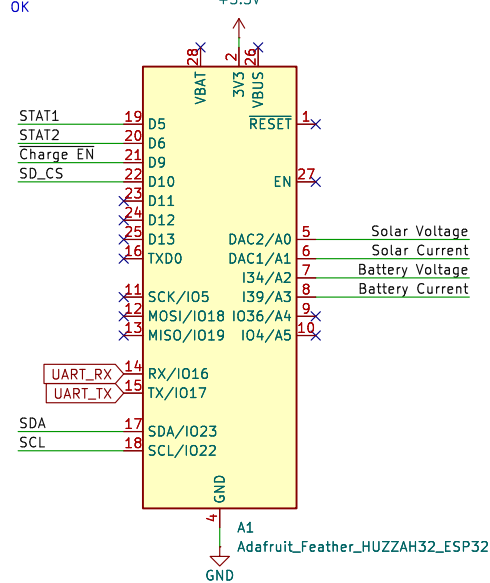 OK
+3.3V
28
VBAT
2
3V3
26
VBUS
STAT1
19
D5
RESET
1
STAT2
20
D6
Charge EN
21
D9
SD_CS
22
D10
EN
27
23
D11
24
D12
25
D13
DAC2/A0
5
Solar Voltage
16
TXD0
DAC1/A1
6
Solar Current
I34/A2
7
Battery Voltage
11
SCK/IO5
I39/A3
8
Battery Current
12
MOSI/IO18
IO36/A4
9
13
MISO/IO19
IO4/A5
10
UART_RX
14
RX/IO16
UART_TX
15
TX/IO17
SDA
17
SDA/IO23
SCL
18
SCL/IO22
GND
4
A1
Adafruit_Feather_HUZZAH32_ESP32
GND